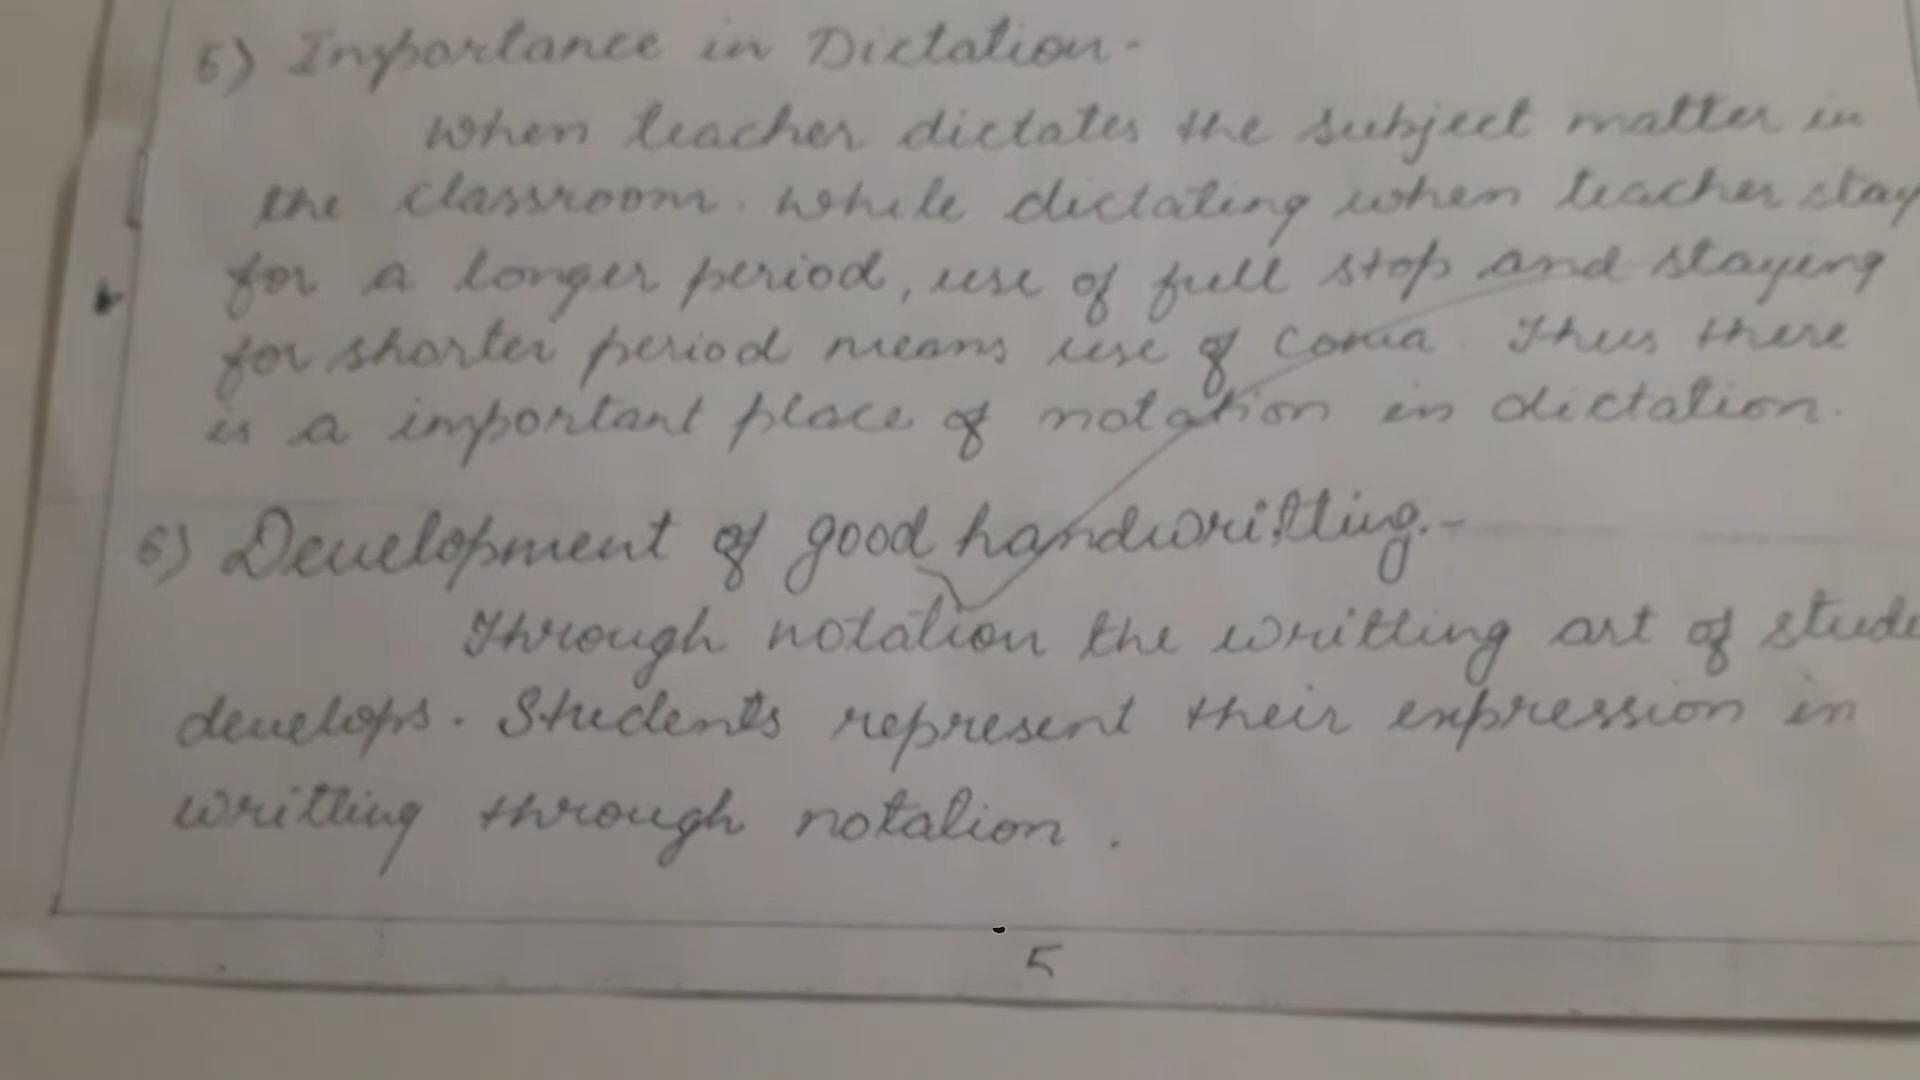 5) Importance in Dictation-
When teacher dictates the subject matter in
the classroom. While dictating when teacher stay
for a longer period, use of full stop and staying
for shorter period means use of coma. Thus there
is a important place of notation in dictation.
6) Development of good handwritting.-
Through notation the writting art of stude
develops. Students represent their expression in
writting through notation.
5